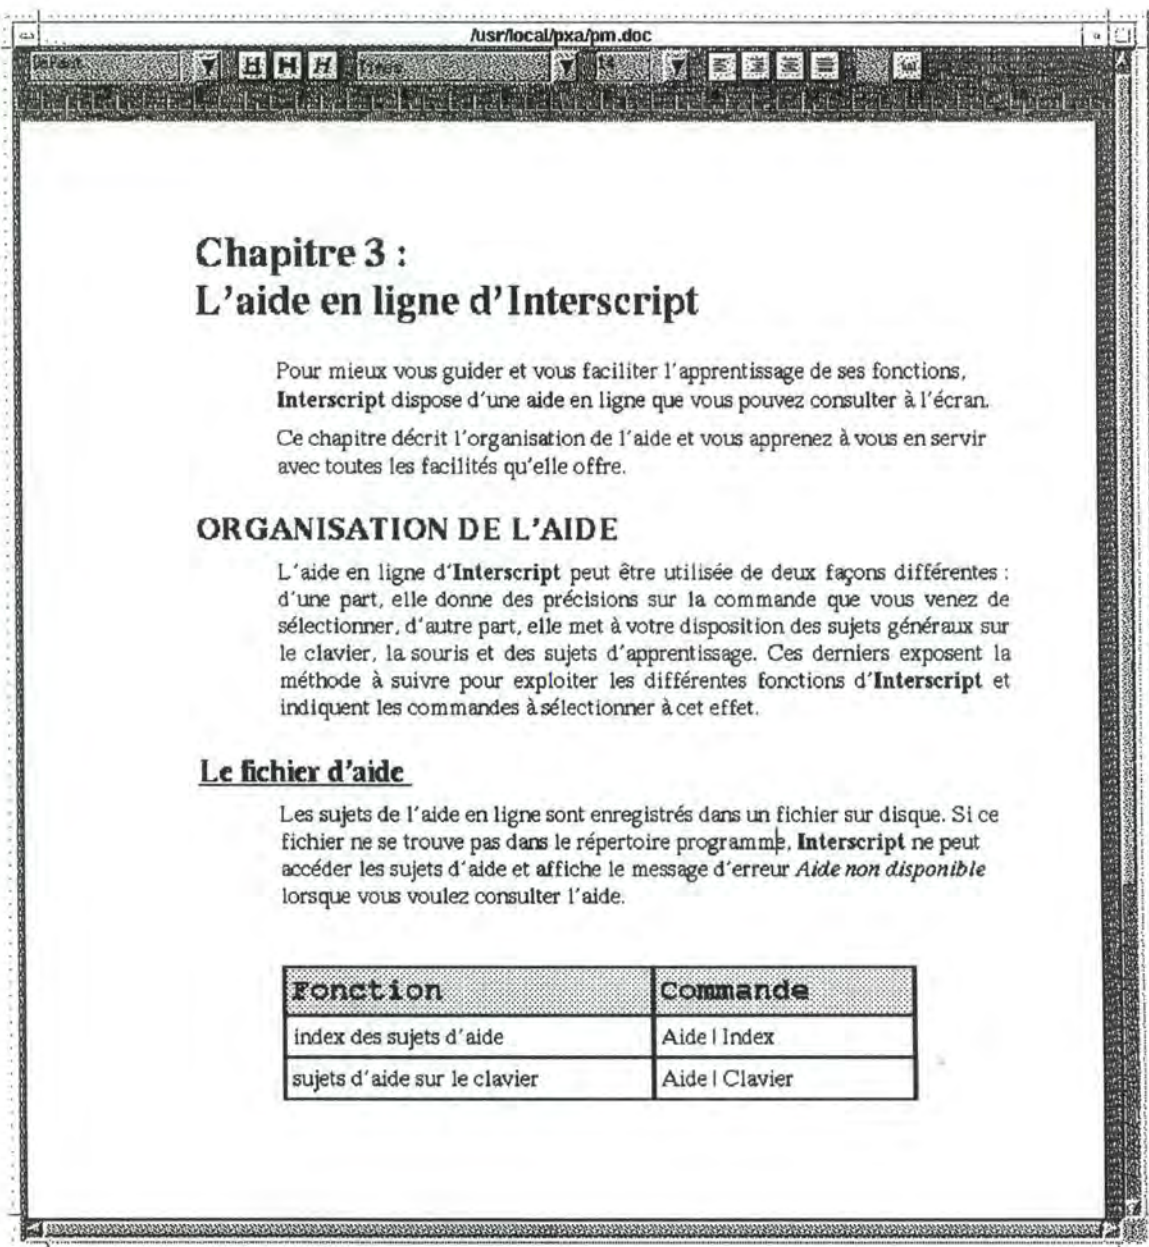 /usr/local/pxa/pm.doc
14
Chapitre 3 :
L'aide en ligne d'Interscript
Pour mieux vous guider et vous faciliter l'apprentissage de ses fonctions,
Interscript dispose d'une aide en ligne que vous pouvez consulter à l'écran.
Ce chapitre décrit l'organisation de l'aide et vous apprenez à vous en servir
avec toutes les facilités qu'elle offre.
ORGANISATION DE L'AIDE
L'aide en ligne d'Interscript peut être utilisée de deux façons différentes :
d'une part, elle donne des précisions sur la commande que vous venez de
sélectionner, d'autre part, elle met à votre disposition des sujets généraux sur
le clavier, la souris et des sujets d'apprentissage. Ces derniers exposent la
méthode à suivre pour exploiter les différentes fonctions d'Interscript et
indiquent les commandes à sélectionner à cet effet.
Le fichier d'aide
Les sujets de l'aide en ligne sont enregistrés dans un fichier sur disque. Si ce
fichier ne se trouve pas dans le répertoire programme, Interscript ne peut
accéder les sujets d'aide et affiche le message d'erreur Aide non disponible
lorsque vous voulez consulter l'aide.
Fonction Commande
index des sujets d'aide Aide | Index
sujets d'aide sur le clavier Aide | Clavier